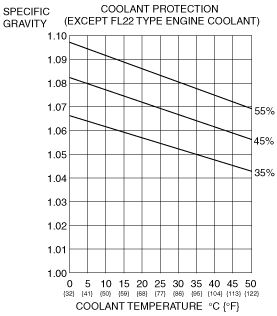 COOLANT PROTECTION
(EXCEPT FL22 TYPE ENGINE COOLANT)
SPECIFIC
GRAVITY
1.10
1.09
1.08
1.07
1.06
1.05
1.04
1.03
1.02
1.01
1.00
55%
45%
35%
0 5 10 15 20 25 30 35 40 45 50
{32} {41} {50} {59} {68} {77} {86} {95} {104} {113} {122}
COOLANT TEMPERATURE °C {°F}